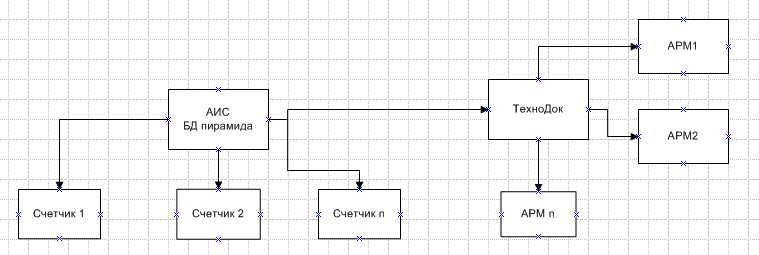 АРМ1
АИС
БД пирамида
ТехноДок
АРМ2
Счетчик 1
Счетчик 2
Счетчик n
АРМ n